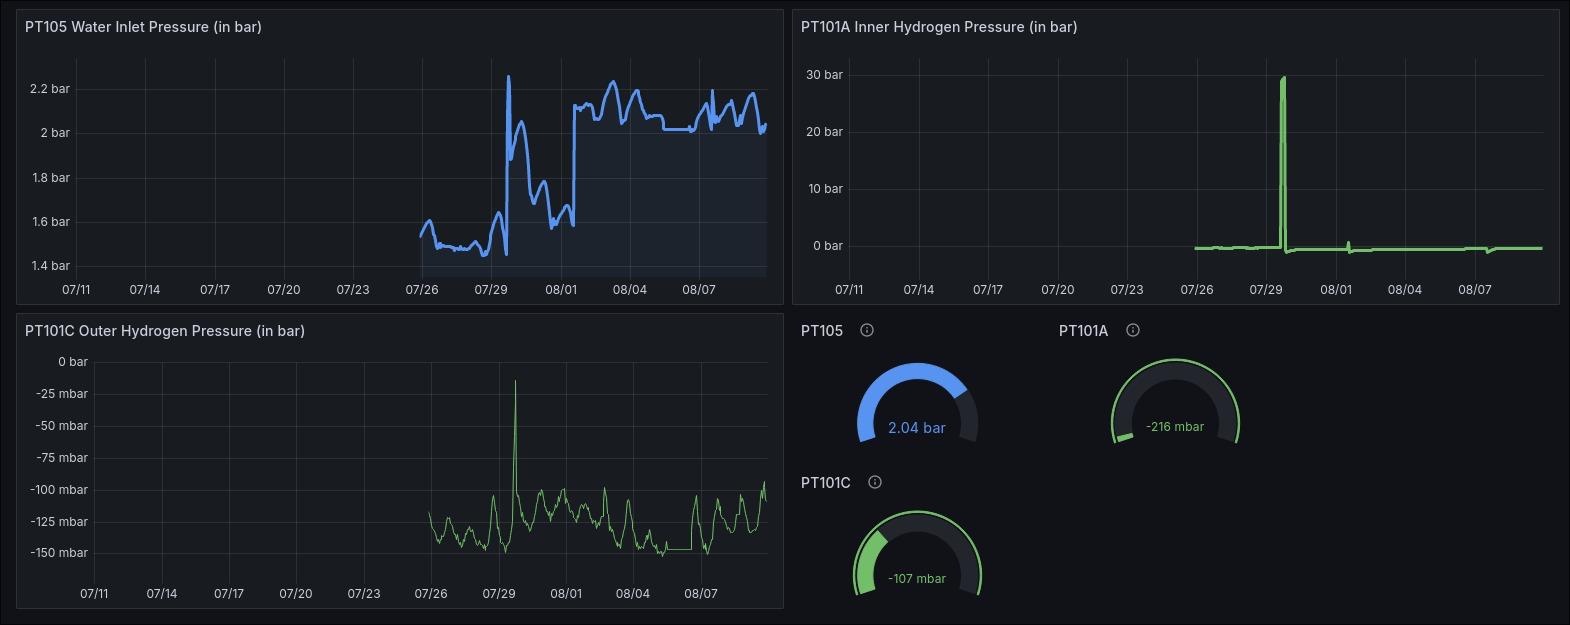 PT105 Water Inlet Pressure (in bar)
2.2 bar
2 bar
1.8 bar
1.6 bar
1.4 bar
07/11 07/14 07/17 07/20 07/23 07/26 07/29 08/01 08/04 08/07
PT101A Inner Hydrogen Pressure (in bar)
30 bar
20 bar
10 bar
0 bar
07/11 07/14 07/17 07/20 07/23 07/26 07/29 08/01 08/04 08/07
PT101C Outer Hydrogen Pressure (in bar)
0 bar
-25 mbar
-50 mbar
-75 mbar
-100 mbar
-125 mbar
-150 mbar
07/11 07/14 07/17 07/20 07/23 07/26 07/29 08/01 08/04 08/07
PT105
2.04 bar
PT101A
-216 mbar
PT101C
-107 mbar